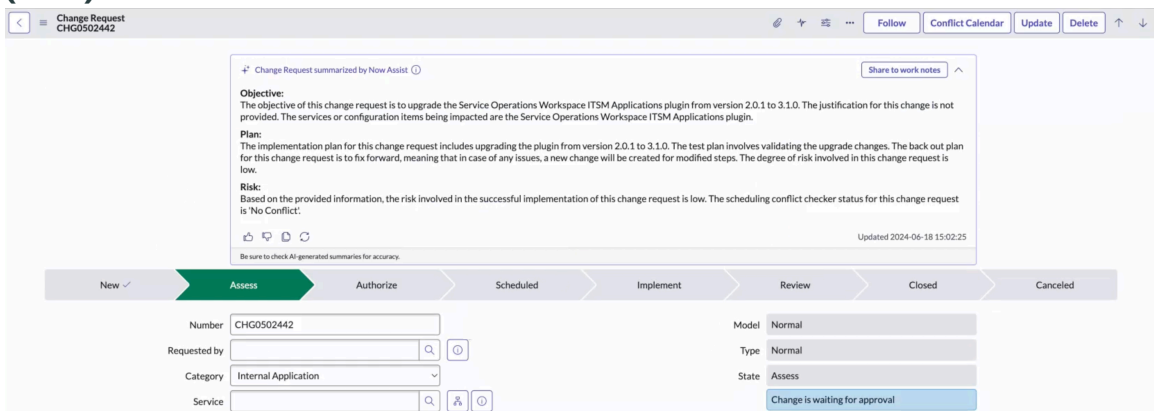 Change Request
CHG0502442
Follow
Conflict Calendar
Update
Delete
Change Request summarized by Now Assist
Share to work notes
Objective:
The objective of this change request is to upgrade the Service Operations Workspace ITSM Applications plugin from version 2.0.1 to 3.1.0. The justification for this change is not
provided. The services or configuration items being impacted are the Service Operations Workspace ITSM Applications plugin.
Plan:
The implementation plan for this change request includes upgrading the plugin from version 2.0.1 to 3.1.0. The test plan involves validating the upgrade changes. The back out plan
for this change request is to fix forward, meaning that in case of any issues, a new change will be created for modified steps. The degree of risk involved in this change request is
low.
Risk:
Based on the provided information, the risk involved in the successful implementation of this change request is low. The scheduling conflict checker status for this change request
is 'No Conflict'.
Updated 2024-06-18 15:02:25
Be sure to check AI-generated summaries for accuracy.
New
Assess
Authorize
Scheduled
Implement
Review
Closed
Canceled
Number
CHG0502442
Model
Normal
Requested by
Type
Normal
Category
Internal Application
State
Assess
Service
Change is waiting for approval